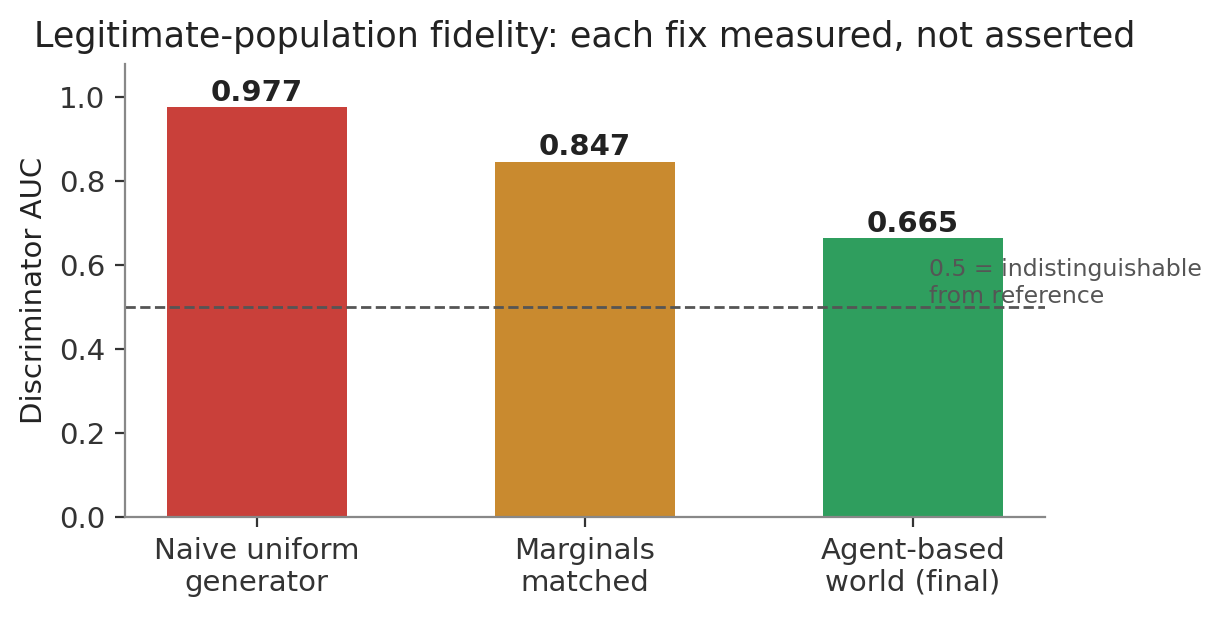 Legitimate-population fidelity: each fix measured, not asserted
Discriminator AUC
1.0
0.8
0.6
0.4
0.2
0.0
0.977
0.847
0.665
0.5 = indistinguishable
from reference
Naive uniform
generator
Marginals
matched
Agent-based
world (final)